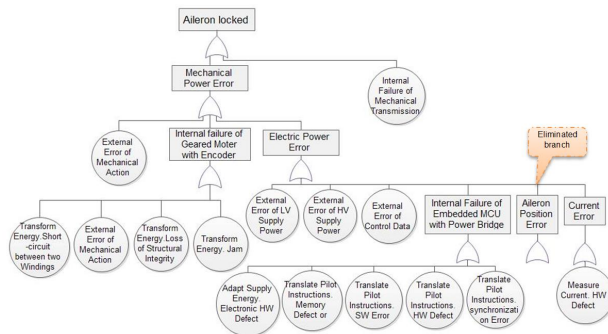 Aileron locked
Mechanical
Power Error
Internal
Failure of
Mechanical
Transmission
External
Error of
Mechanical
Action
Internal failure of
Geared Moter
with Encoder
Electric Power
Error
Eliminated
branch
Transform
Energy.Short
-circuit
between two
Windings
External
Error of
Mechanical
Action
Transform
Energy.Loss
of Structural
Integrity
Transform
Energy. Jam
External
Error of LV
Supply
Power
External
Error of HV
Supply
Power
External
Error of
Control Data
Internal Failure of
Embedded MCU
with Power Bridge
Aileron
Position
Error
Current
Error
Adapt Supply
Energy.
Electronic HW
Defect
Translate Pilot
Instructions.
Memory
Defect or
Translate
Pilot
Instructions.
SW Error
Translate
Pilot
Instructions.
HW Defect
Translate
Pilot
Instructions.
synchronizati
on Error
Measure
Current. HW
Defect